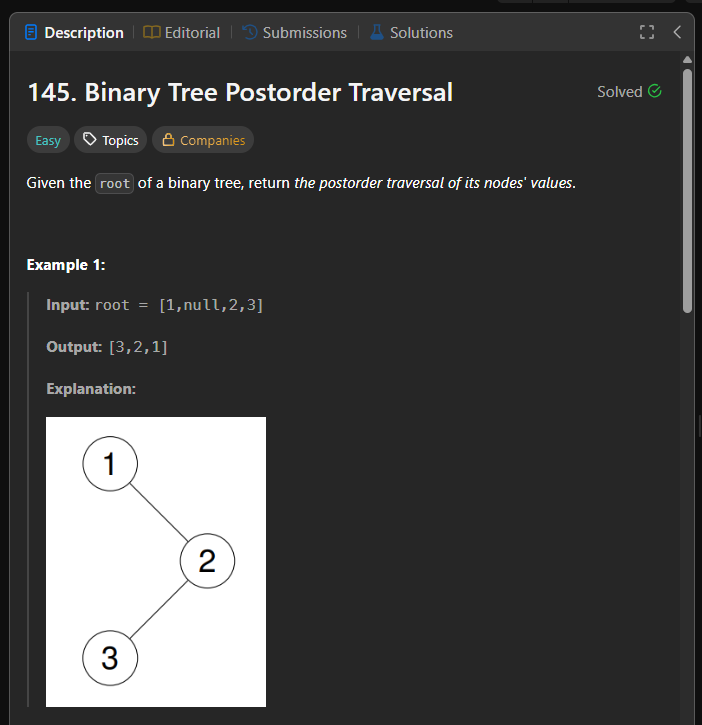 Description Editorial Submissions Solutions
145. Binary Tree Postorder Traversal Solved
Easy Topics Companies
Given the root of a binary tree, return the postorder traversal of its nodes' values.
Example 1:
Input: root = [1,null,2,3]
Output: [3,2,1]
Explanation:
1
2
3